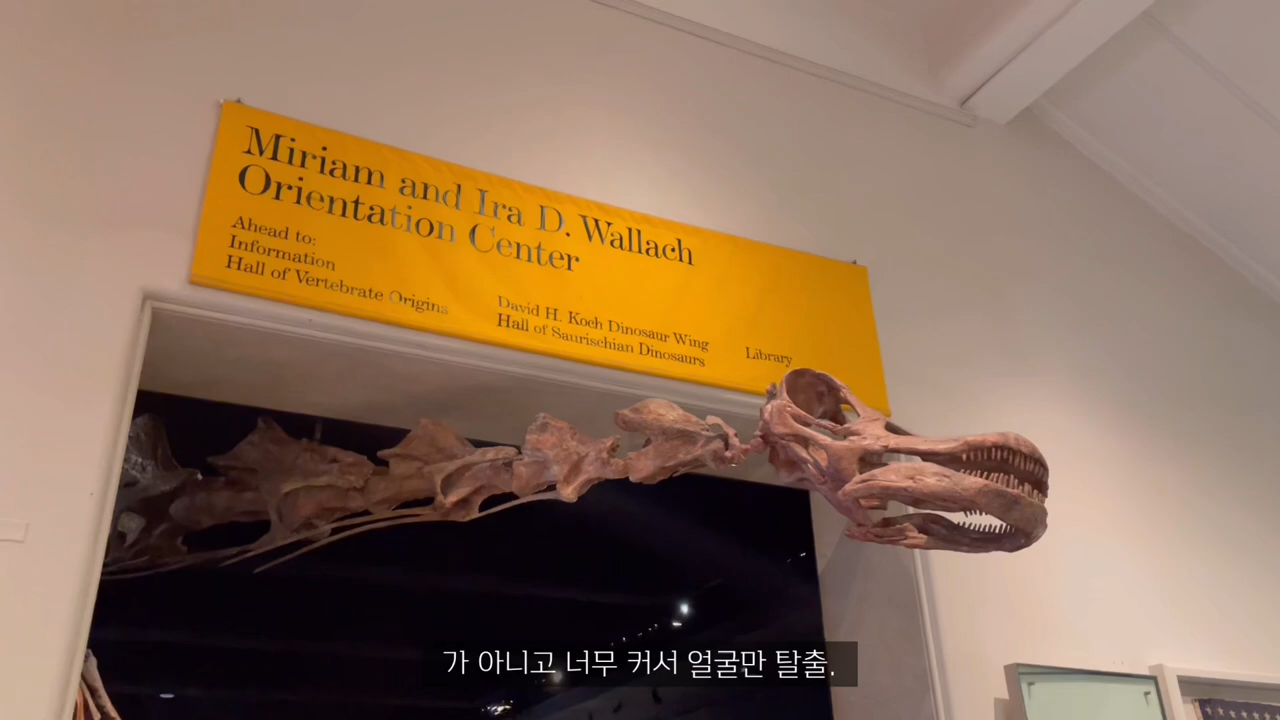 Miriam and Ira D. Wallach
Orientation Center
Ahead to:
Information
Hall of Vertebrate Origins
David H. Koch Dinosaur Wing
Hall of Saurischian Dinosaurs
Library
가 아니고 너무 커서 얼굴만 탈출.